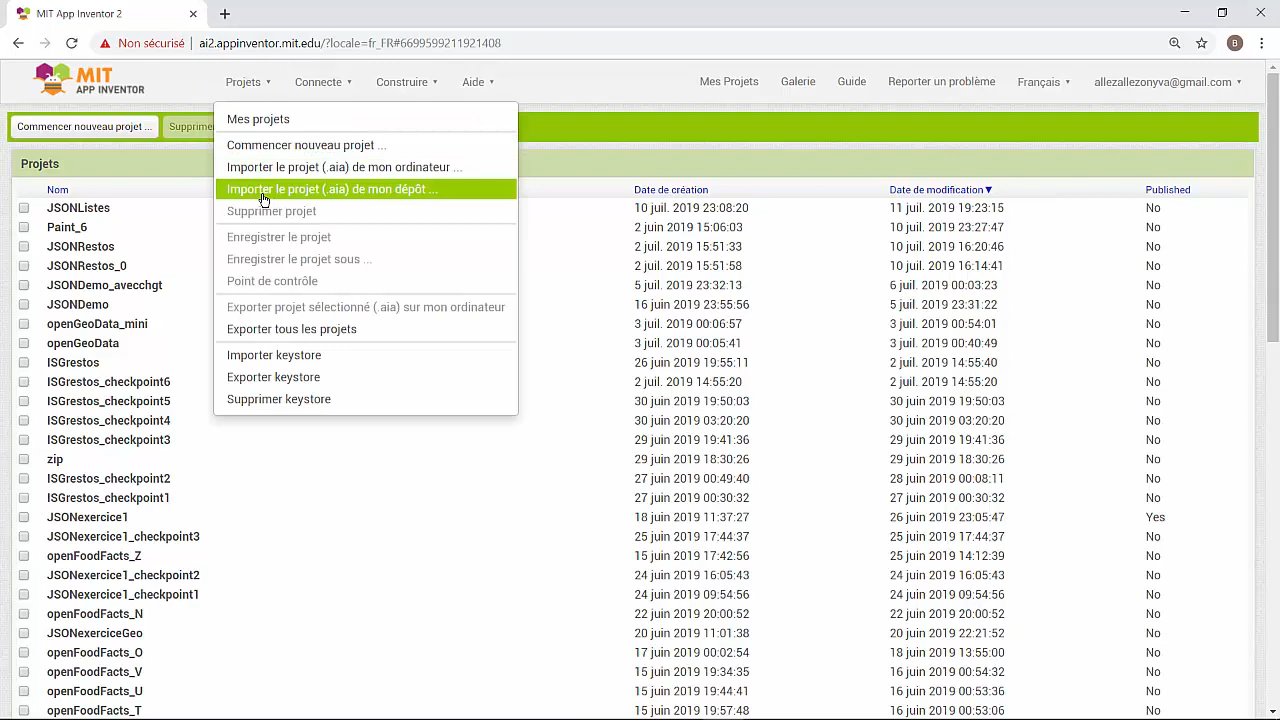 MIT App Inventor 2
Non sécurisé | ai2.appinventor.mit.edu/?locale=fr_FR#6699599211921408
B
MIT
APP INVENTOR
Projets Connecte Construire
Mes Projets Galerie Guide Reporter un problème Français allezallezonyva@gmail.com
Commencer nouveau projet ...
Mes projets
Commencer nouveau projet ...
Importer le projet (.aia) de mon ordinateur ...
Importer le projet (.aia) de mon dépôt ...
Supprimer projet
Enregistrer le projet
Enregistrer le projet sous ...
Point de contrôle
Exporter projet sélectionné (.aia) sur mon ordinateur
Exporter tous les projets
Importer keystore
Exporter keystore
Supprimer keystore
Projets
Nom Date de création Date de modification▼ Published
JSONListes 10 juil. 2019 23:08:20 11 juil. 2019 19:23:15 No
Paint_6 2 juin 2019 15:06:03 10 juil. 2019 23:27:47 No
JSONRestos 2 juil. 2019 15:51:33 10 juil. 2019 16:20:46 No
JSONRestos_0 2 juil. 2019 15:51:58 10 juil. 2019 16:14:41 No
JSONDemo_avecchgt 5 juil. 2019 23:32:13 6 juil. 2019 00:03:23 No
JSONDemo 16 juin 2019 23:55:56 5 juil. 2019 23:31:22 No
openGeoData_mini 3 juil. 2019 00:06:57 3 juil. 2019 00:54:01 No
openGeoData 3 juil. 2019 00:05:41 3 juil. 2019 00:40:49 No
ISGrestos 26 juin 2019 19:55:11 2 juil. 2019 14:55:40 No
ISGrestos_checkpoint6 2 juil. 2019 14:55:20 2 juil. 2019 14:55:20 No
ISGrestos_checkpoint5 30 juin 2019 19:50:03 30 juin 2019 19:50:03 No
ISGrestos_checkpoint4 30 juin 2019 03:20:20 30 juin 2019 03:20:20 No
ISGrestos_checkpoint3 29 juin 2019 19:41:36 29 juin 2019 19:41:36 No
zip 29 juin 2019 18:30:26 29 juin 2019 18:30:26 No
ISGrestos_checkpoint2 27 juin 2019 00:49:40 28 juin 2019 00:08:11 No
ISGrestos_checkpoint1 27 juin 2019 00:30:32 27 juin 2019 00:30:32 No
JSONexercice1 18 juin 2019 11:37:27 26 juin 2019 23:05:47 Yes
JSONexercice1_checkpoint3 25 juin 2019 17:44:37 25 juin 2019 17:44:37 No
openFoodFacts_Z 15 juin 2019 17:42:56 25 juin 2019 14:12:39 No
JSONexercice1_checkpoint2 24 juin 2019 16:05:43 24 juin 2019 16:05:43 No
JSONexercice1_checkpoint1 24 juin 2019 09:54:56 24 juin 2019 09:54:56 No
openFoodFacts_N 22 juin 2019 20:00:52 22 juin 2019 20:00:52 No
JSONexerciceGeo 20 juin 2019 11:01:38 20 juin 2019 22:21:52 No
openFoodFacts_O 17 juin 2019 00:02:54 18 juin 2019 13:55:00 No
openFoodFacts_V 15 juin 2019 19:34:35 16 juin 2019 00:54:32 No
openFoodFacts_U 15 juin 2019 19:44:41 16 juin 2019 00:53:36 No
openFoodFacts_T 15 juin 2019 19:57:48 16 juin 2019 00:53:06 No